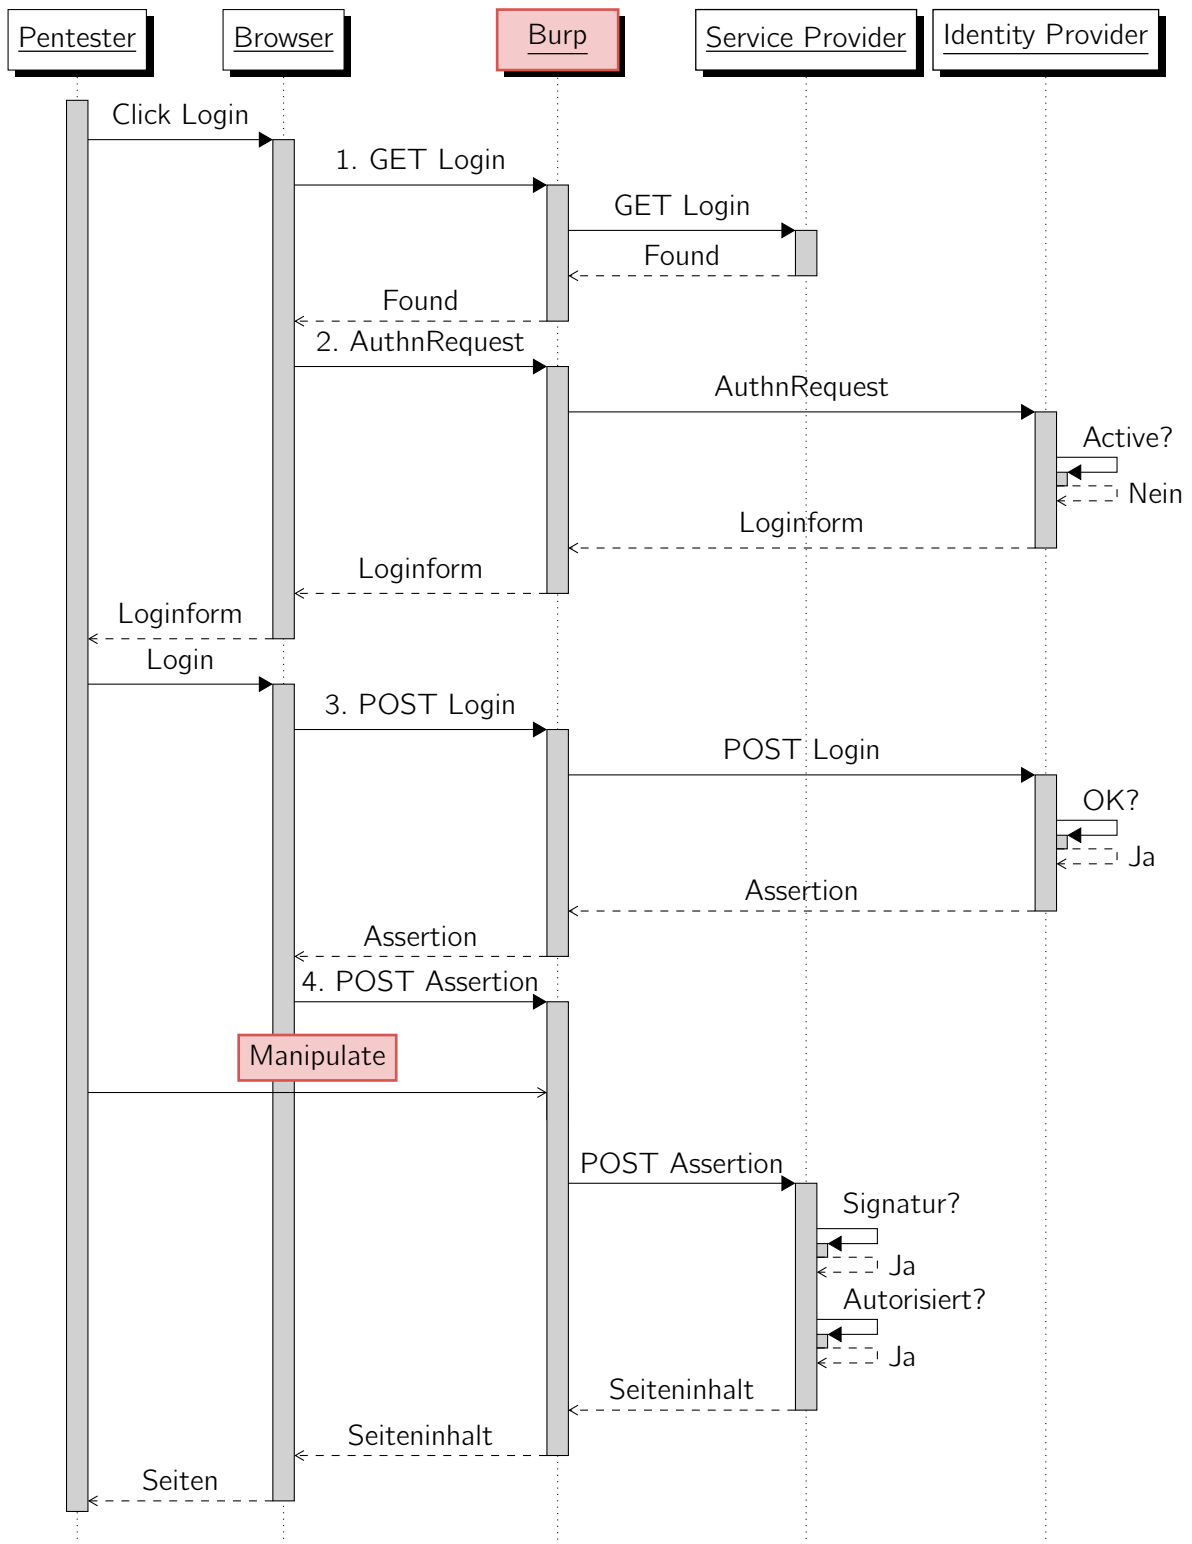 Pentester
Browser
Burp
Service Provider
Identity Provider
Click Login
1. GET Login
GET Login
Found
Found
2. AuthnRequest
AuthnRequest
Active?
Nein
Loginform
Loginform
Loginform
Login
3. POST Login
POST Login
OK?
Ja
Assertion
Assertion
4. POST Assertion
Manipulate
POST Assertion
Signatur?
Ja
Autorisiert?
Ja
Seiteninhalt
Seiteninhalt
Seiten